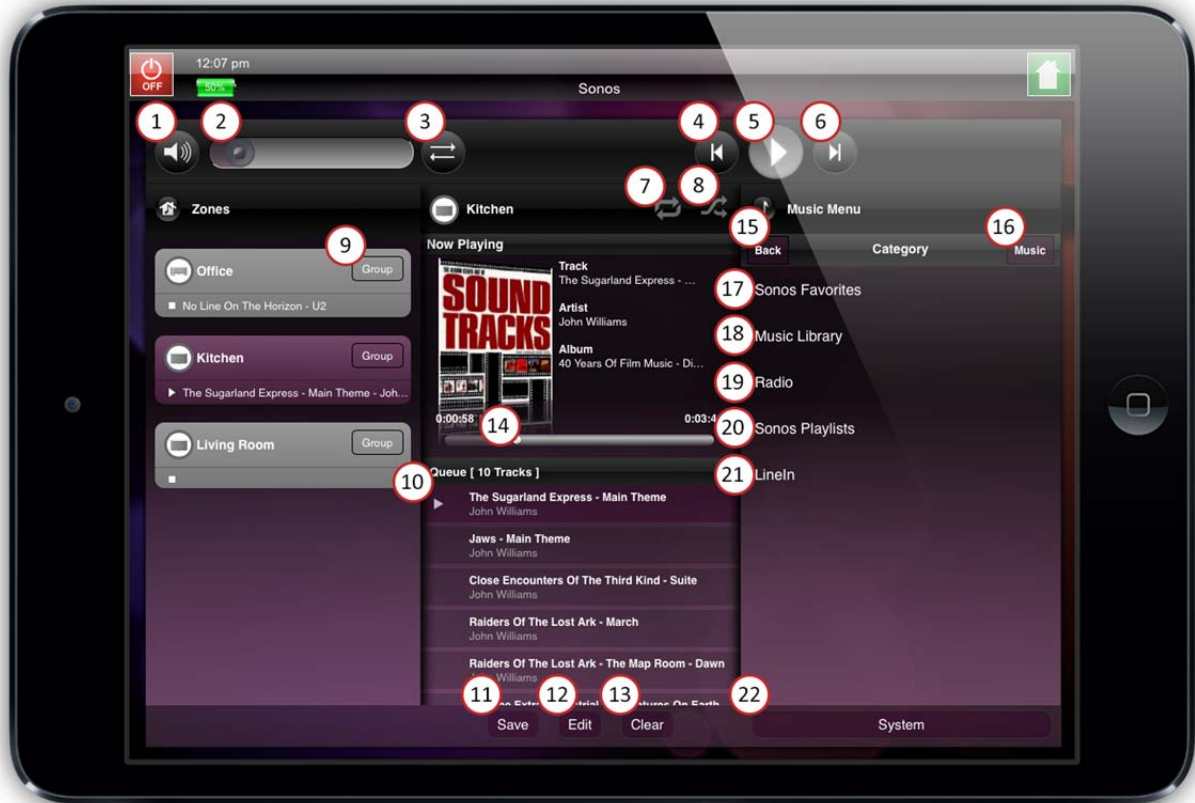 12:07 pm
OFF
50%
Sonos
1
2
3
4
5
6
7
8
Zones
Kitchen
Music Menu
9
15
16
Now Playing
Back
Category
Music
Office
Group
No Line On The Horizon - U2
Kitchen
Group
The Sugarland Express - Main Theme - Joh...
Living Room
Group
SOUND
TRACKS
Track
The Sugarland Express - ...
Artist
John Williams
Album
40 Years Of Film Music - Di...
0:00:58
14
10
Queue [ 10 Tracks ]
The Sugarland Express - Main Theme
John Williams
Jaws - Main Theme
John Williams
Close Encounters Of The Third Kind - Suite
John Williams
Raiders Of The Lost Ark - March
John Williams
Raiders Of The Lost Ark - The Map Room - Dawn
Williams
On Earth
11
12
13
Save
Edit
Clear
17
Sonos Favorites
18
Music Library
19
Radio
20
Sonos Playlists
21
LineIn
22
System